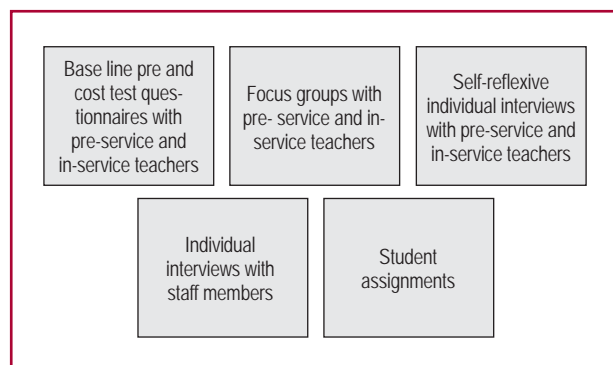 Base line pre and
cost test ques-
tionnaires with
pre-service and
in-service teachers
Focus groups with
pre- service and in-
service teachers
Self-reflexive
individual interviews
with pre-service and
in-service teachers
Individual
interviews with
staff members
Student
assignments